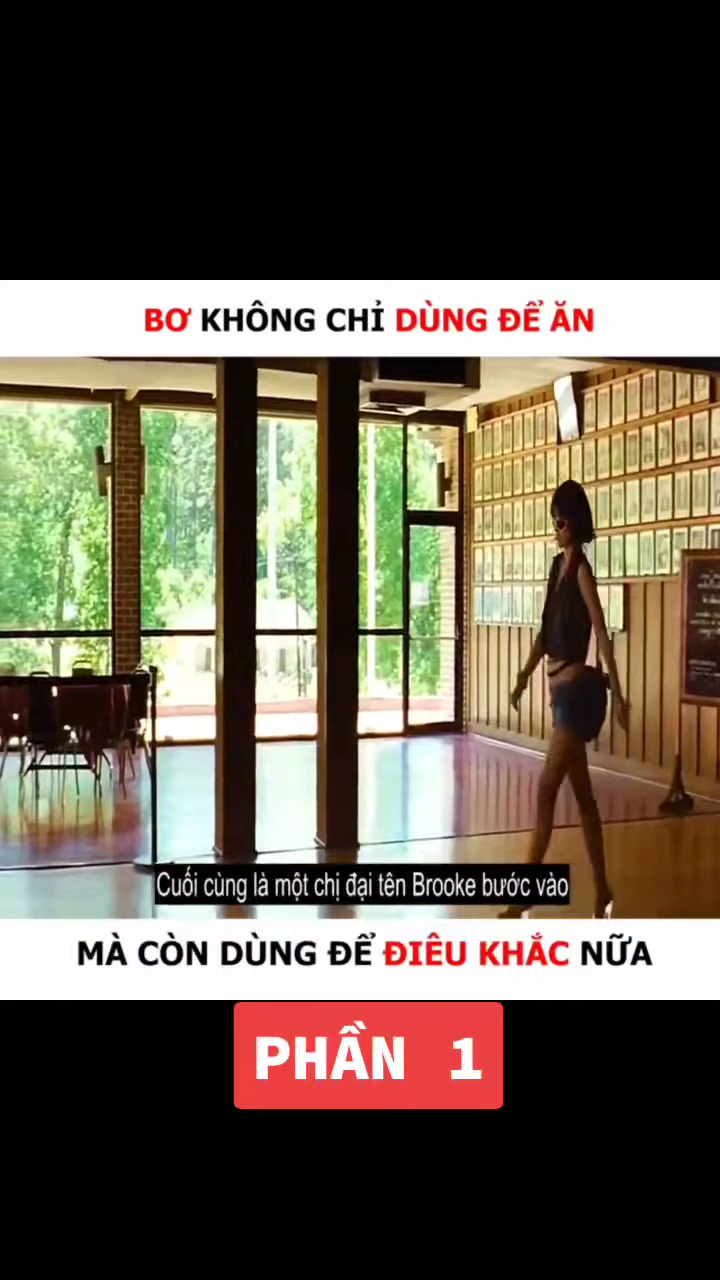 BƠ KHÔNG CHỈ DÙNG ĐỂ ĂN
Cuối cùng là một chị đại tên Brooke bước vào
MÀ CÒN DÙNG ĐỂ ĐIÊU KHẮC NỮA
PHẦN 1